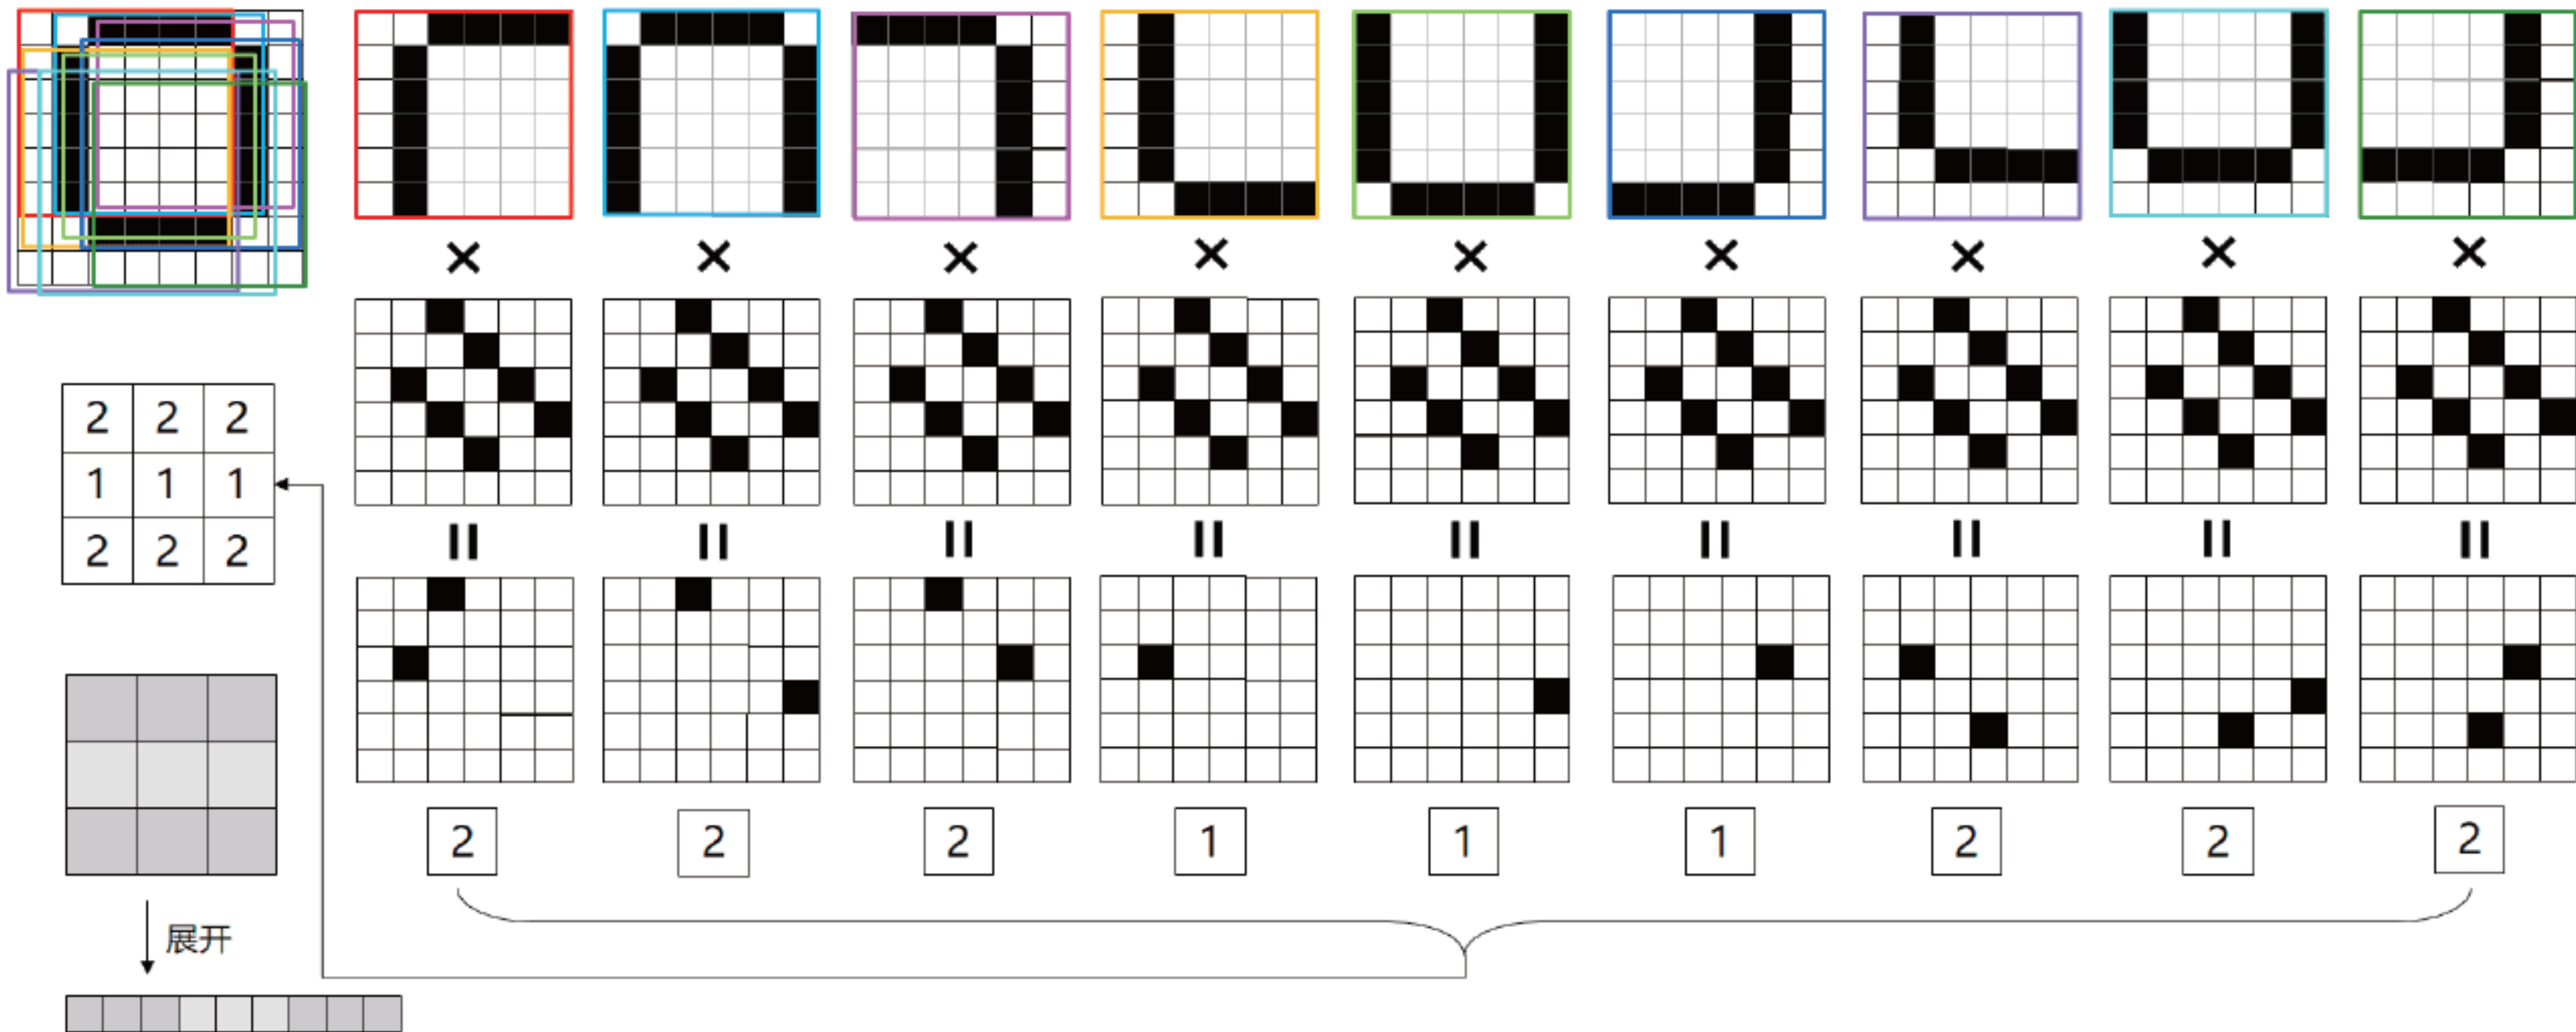 × × × × × × × × ×
2 2 2
1 1 1
2 2 2
= = = = = = = = =
2 2 2 1 1 1 2 2 2
展开